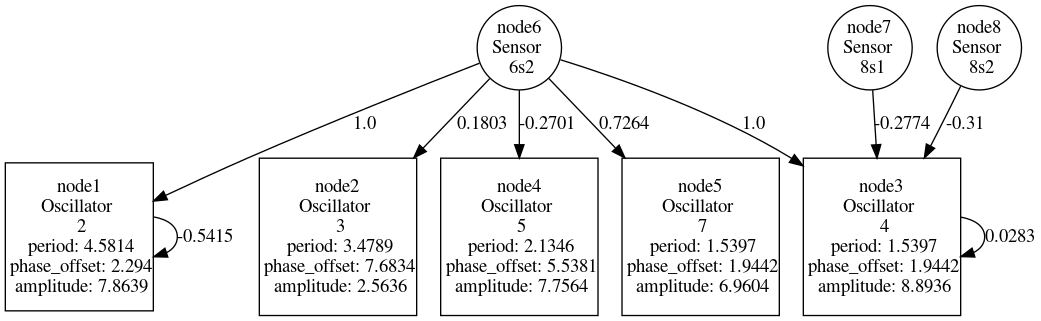 node6
Sensor
6s2
node7
Sensor
8s1
node8
Sensor
8s2
1.0
0.1803
-0.2701
0.7264
1.0
-0.2774
-0.31
node1
Oscillator
2
period: 4.5814
phase_offset: 2.294
amplitude: 7.8639
-0.5415
node2
Oscillator
3
period: 3.4789
phase_offset: 7.6834
amplitude: 2.5636
node4
Oscillator
5
period: 2.1346
phase_offset: 5.5381
amplitude: 7.7564
node5
Oscillator
7
period: 1.5397
phase_offset: 1.9442
amplitude: 6.9604
node3
Oscillator
4
period: 1.5397
phase_offset: 1.9442
amplitude: 8.8936
0.0283